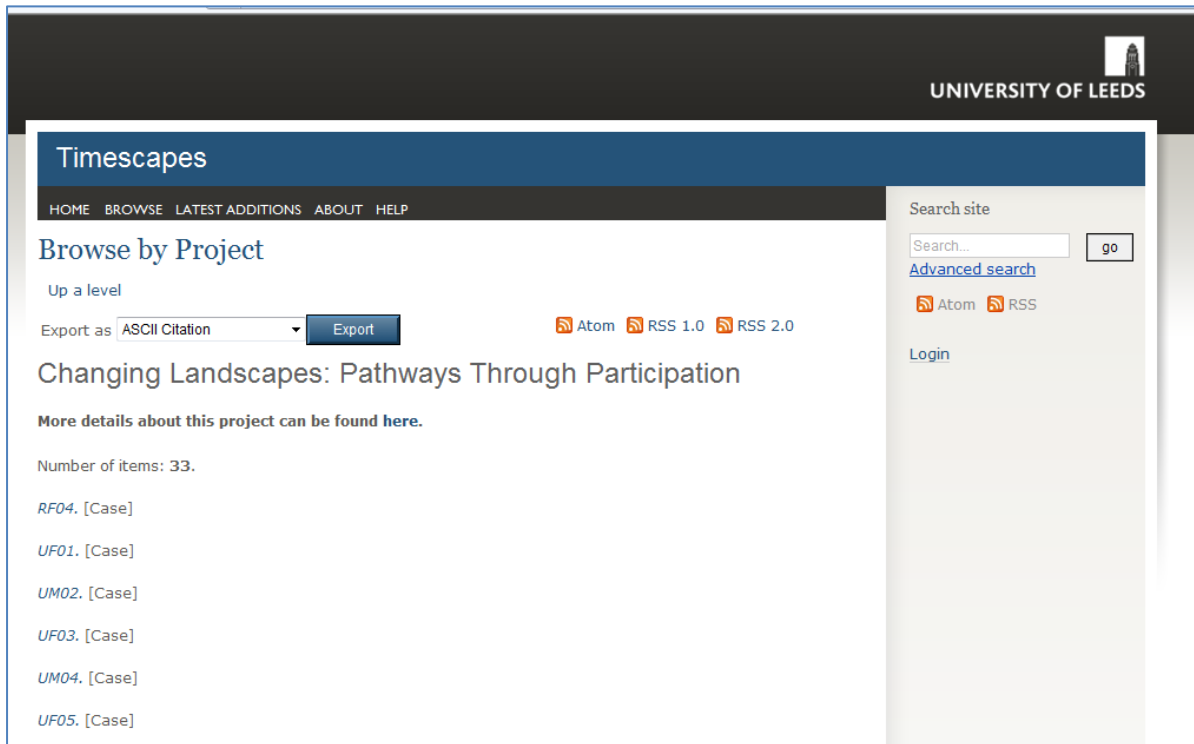 UNIVERSITY OF LEEDS
Timescapes
HOME BROWSE LATEST ADDITIONS ABOUT HELP
Browse by Project
Up a level
Export as ASCII Citation Export
Atom RSS 1.0 RSS 2.0
Changing Landscapes: Pathways Through Participation
More details about this project can be found here.
Number of items: 33.
RF04. [Case]
UF01. [Case]
UM02. [Case]
UF03. [Case]
UM04. [Case]
UF05. [Case]
Search site
Search... go
Advanced search
Atom RSS
Login